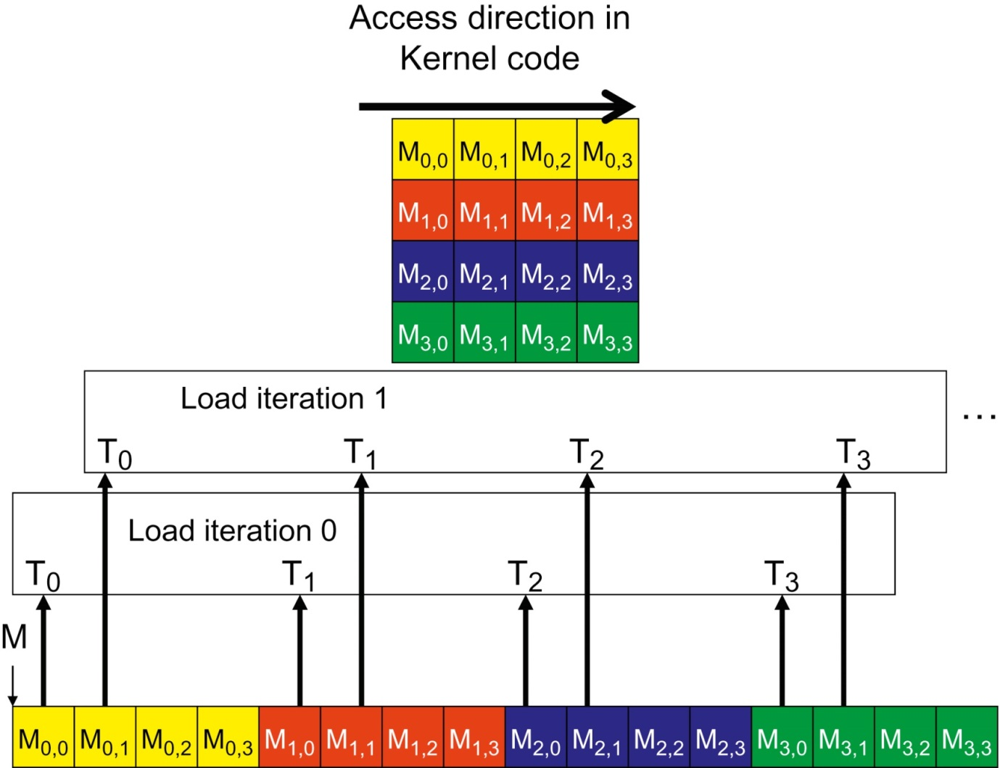 Access direction in
Kernel code
M0,0 M0,1 M0,2 M0,3
M1,0 M1,1 M1,2 M1,3
M2,0 M2,1 M2,2 M2,3
M3,0 M3,1 M3,2 M3,3
Load iteration 1
...
T0 T1 T2 T3
Load iteration 0
T0 T1 T2 T3
M
M0,0 M0,1 M0,2 M0,3 M1,0 M1,1 M1,2 M1,3 M2,0 M2,1 M2,2 M2,3 M3,0 M3,1 M3,2 M3,3